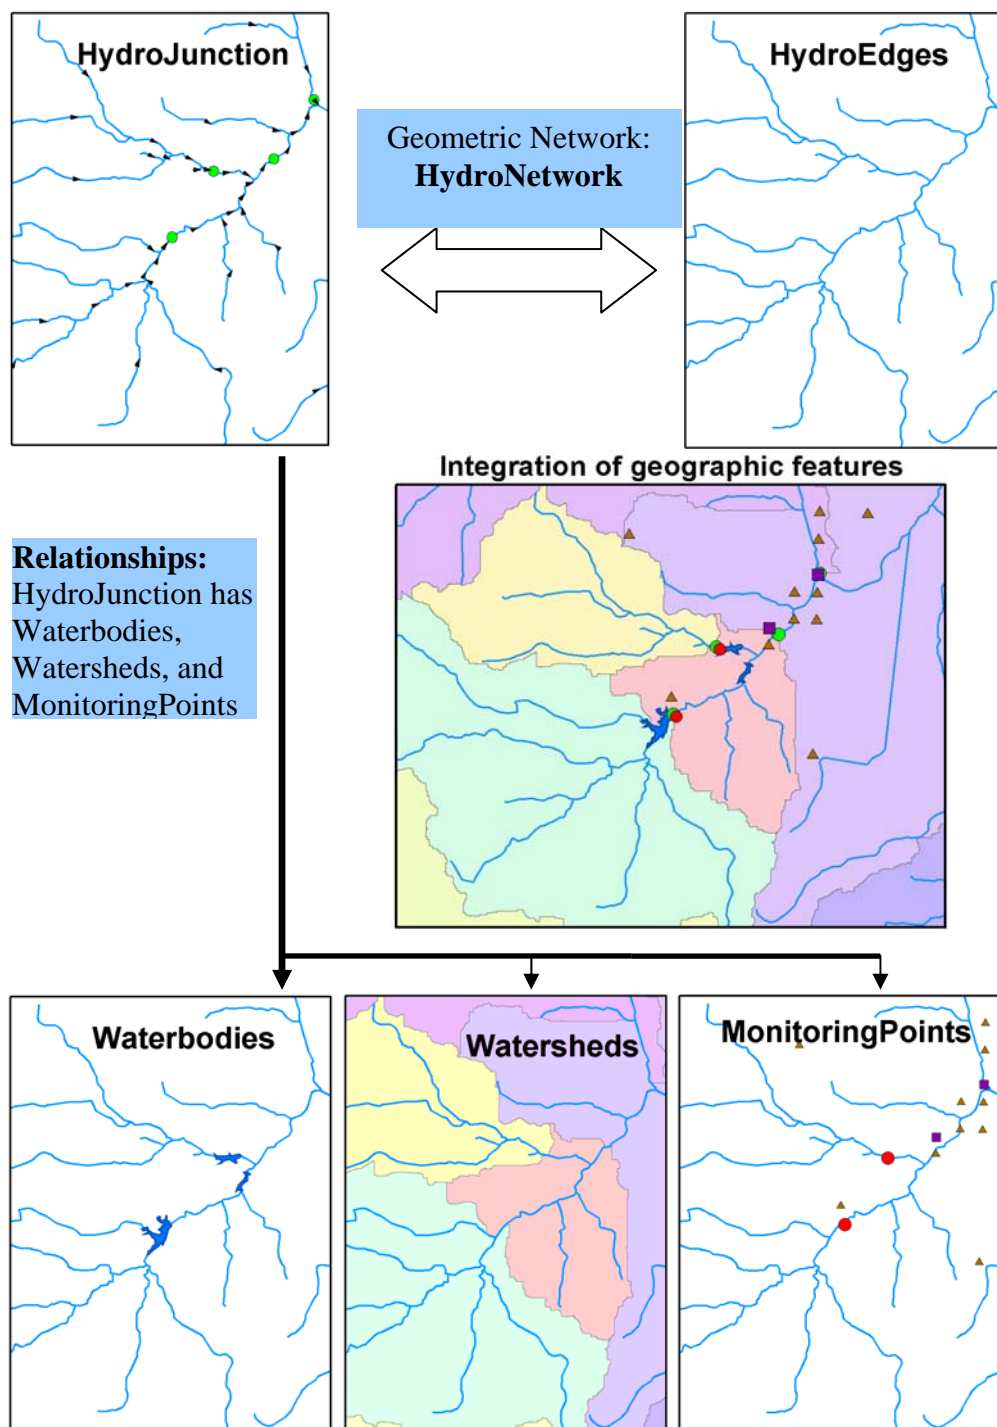 HydroJunction
Geometric Network:
HydroNetwork
HydroEdges
Integration of geographic features
Relationships:
HydroJunction has
Waterbodies,
Watersheds, and
MonitoringPoints
Waterbodies
Watersheds
MonitoringPoints